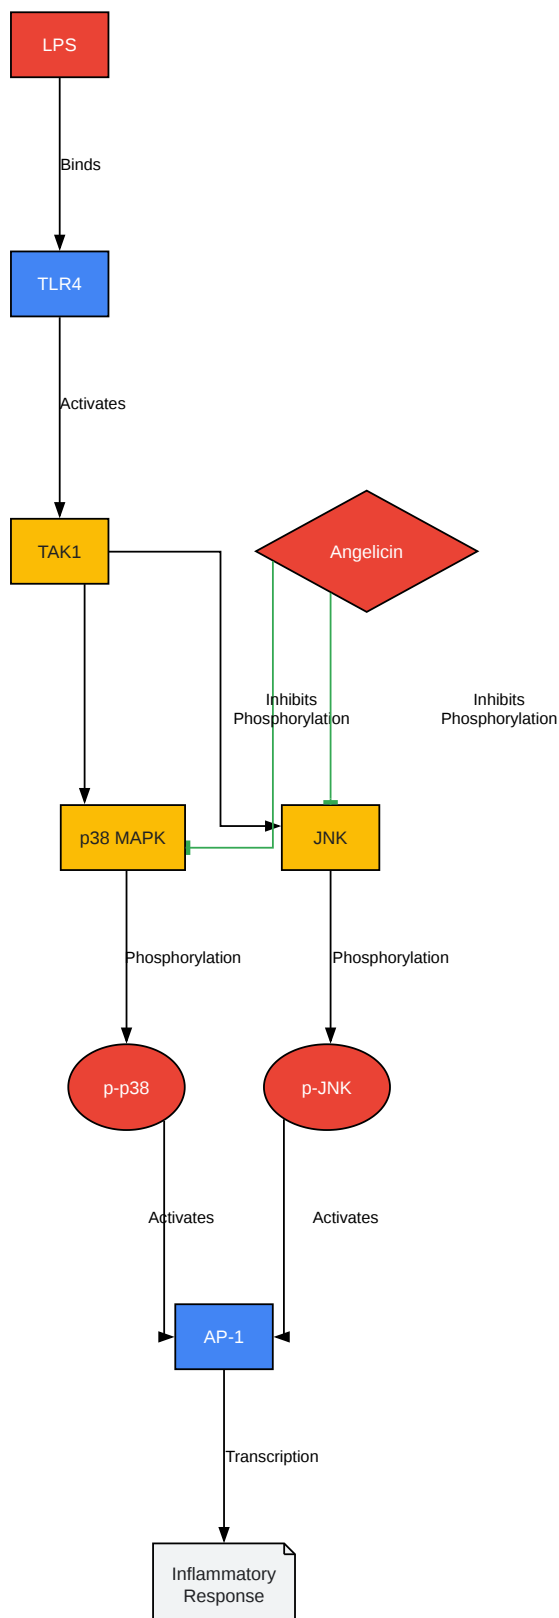 LPS
Binds
TLR4
Activates
TAK1
Angelicin
Inhibits
Phosphorylation
Inhibits
Phosphorylation
p38 MAPK
JNK
Phosphorylation
Phosphorylation
p-p38
p-JNK
Activates
Activates
AP-1
Transcription
Inflammatory
Response